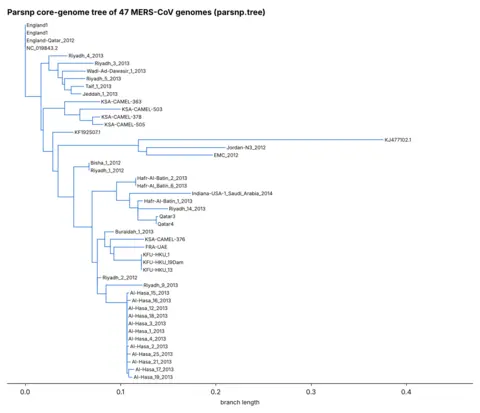 Parsnp core-genome tree of 47 MERS-CoV genomes (parsnp.tree)
England1
England1
England-Qatar_2012
NC_019843.2
Riyadh_4_2013
Riyadh_3_2013
Wadi-Ad-Dawasir_1_2013
Riyadh_5_2013
Taif_1_2013
Jeddah_1_2013
KSA-CAMEL-363
KSA-CAMEL-503
KSA-CAMEL-378
KSA-CAMEL-505
KF192507.1
KJ477102.1
Jordan-N3_2012
EMC_2012
Bisha_1_2012
Riyadh_1_2012
Hafr-Al-Batin_2_2013
Hafr-Al-Batin_6_2013
Indiana-USA-1_Saudi_Arabia_2014
Hafr-Al-Batin_1_2013
Riyadh_14_2013
Qatar3
Qatar4
Buraidah_1_2013
KSA-CAMEL-376
FRA-UAE
KFU-HKU_1
KFU-HKU_19Dam
KFU-HKU_13
Riyadh_2_2012
Riyadh_9_2013
Al-Hasa_15_2013
Al-Hasa_16_2013
Al-Hasa_12_2013
Al-Hasa_18_2013
Al-Hasa_3_2013
Al-Hasa_1_2013
Al-Hasa_4_2013
Al-Hasa_2_2013
Al-Hasa_25_2013
Al-Hasa_21_2013
Al-Hasa_17_2013
Al-Hasa_19_2013
0.0 0.1 0.2 0.3 0.4
branch length